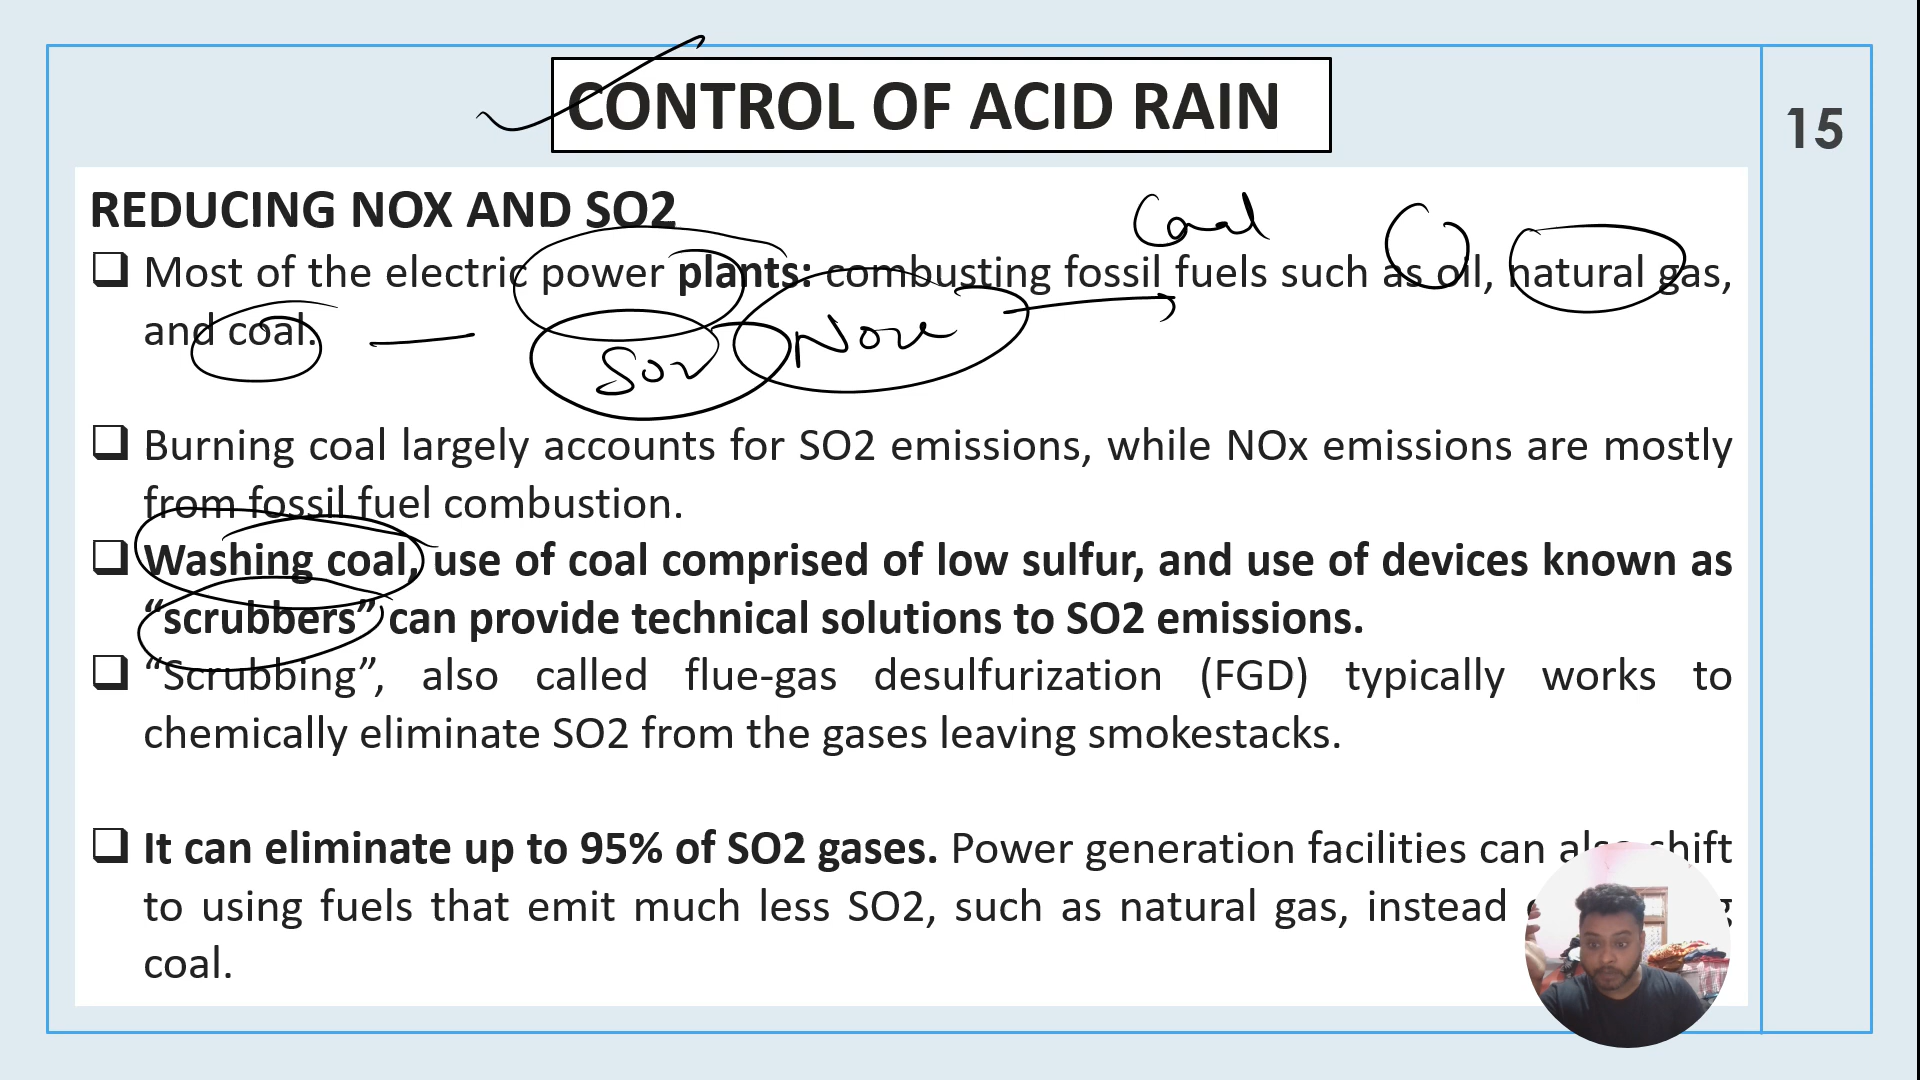 CONTROL OF ACID RAIN
15
REDUCING NOX AND SO2
Coal
❑ Most of the electric power plants: combusting fossil fuels such as oil, natural gas,
and coal.
SO2 NOx
❑ Burning coal largely accounts for SO2 emissions, while NOx emissions are mostly
from fossil fuel combustion.
❑ Washing coal, use of coal comprised of low sulfur, and use of devices known as
“scrubbers” can provide technical solutions to SO2 emissions.
❑ “Scrubbing”, also called flue-gas desulfurization (FGD) typically works to
chemically eliminate SO2 from the gases leaving smokestacks.
❑ It can eliminate up to 95% of SO2 gases. Power generation facilities can also shift
to using fuels that emit much less SO2, such as natural gas, instead
coal.